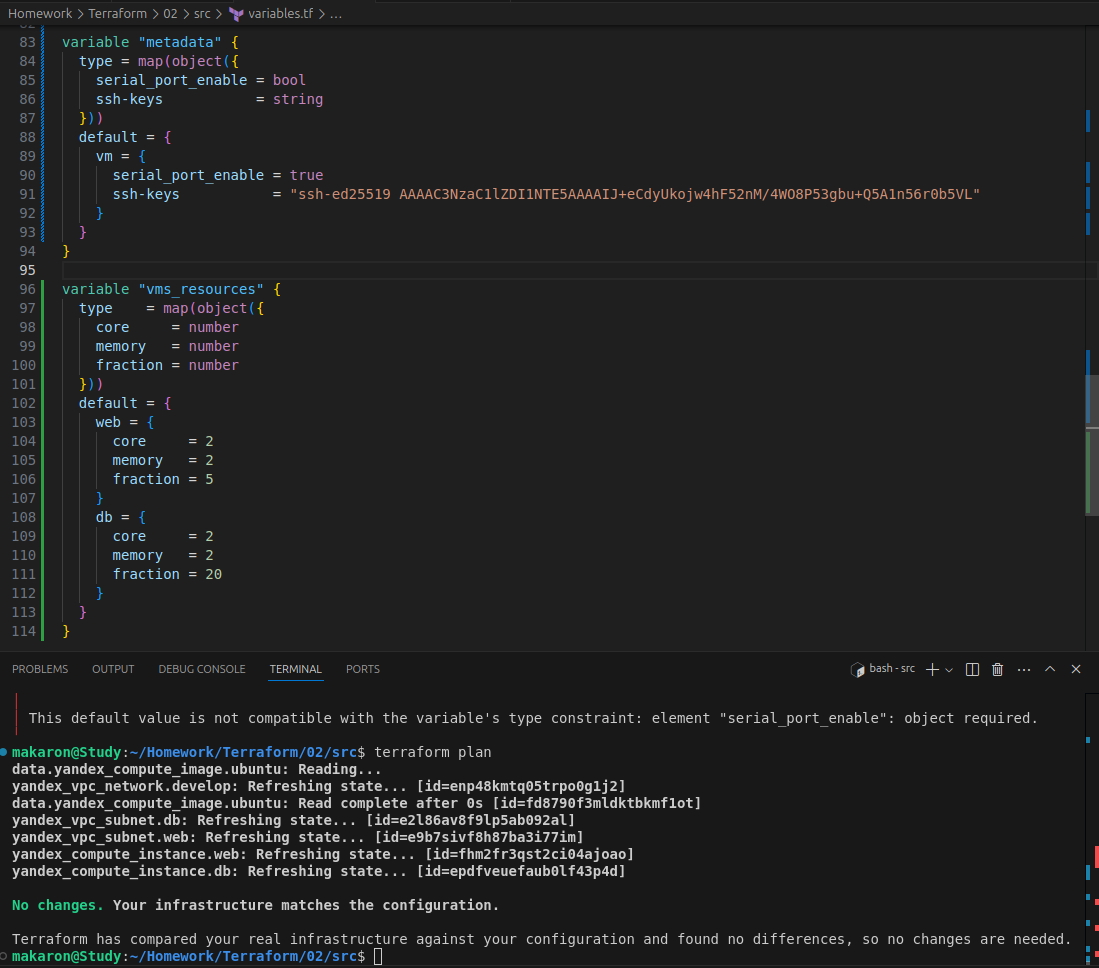 Homework > Terraform > 02 > src > variables.tf > ...
82
83 variable "metadata" {
84 type = map(object({
85 serial_port_enable = bool
86 ssh-keys = string
87 }))
88 default = {
89 vm = {
90 serial_port_enable = true
91 ssh-keys = "ssh-ed25519 AAAAC3NzaC1lZDI1NTE5AAAAIJ+eCdyUkojw4hF52nM/4WO8P53gbu+Q5A1n56r0b5VL"
92 }
93 }
94 }
95
96 variable "vms_resources" {
97 type = map(object({
98 core = number
99 memory = number
100 fraction = number
101 }))
102 default = {
103 web = {
104 core = 2
105 memory = 2
106 fraction = 5
107 }
108 db = {
109 core = 2
110 memory = 2
111 fraction = 20
112 }
113 }
114 }
PROBLEMS OUTPUT DEBUG CONSOLE TERMINAL PORTS bash - src
This default value is not compatible with the variable's type constraint: element "serial_port_enable": object required.
makaron@Study:~/Homework/Terraform/02/src$ terraform plan
data.yandex_compute_image.ubuntu: Reading...
yandex_vpc_network.develop: Refreshing state... [id=enp48kmtq05trpo0g1j2]
data.yandex_compute_image.ubuntu: Read complete after 0s [id=fd8790f3mldktbkmf1ot]
yandex_vpc_subnet.db: Refreshing state... [id=e2l86av8f9lp5ab092al]
yandex_vpc_subnet.web: Refreshing state... [id=e9b7sivf8h87ba3i77im]
yandex_compute_instance.web: Refreshing state... [id=fhm2fr3qst2ci04ajoao]
yandex_compute_instance.db: Refreshing state... [id=epdfveuefaub0lf43p4d]
No changes. Your infrastructure matches the configuration.
Terraform has compared your real infrastructure against your configuration and found no differences, so no changes are needed.
makaron@Study:~/Homework/Terraform/02/src$